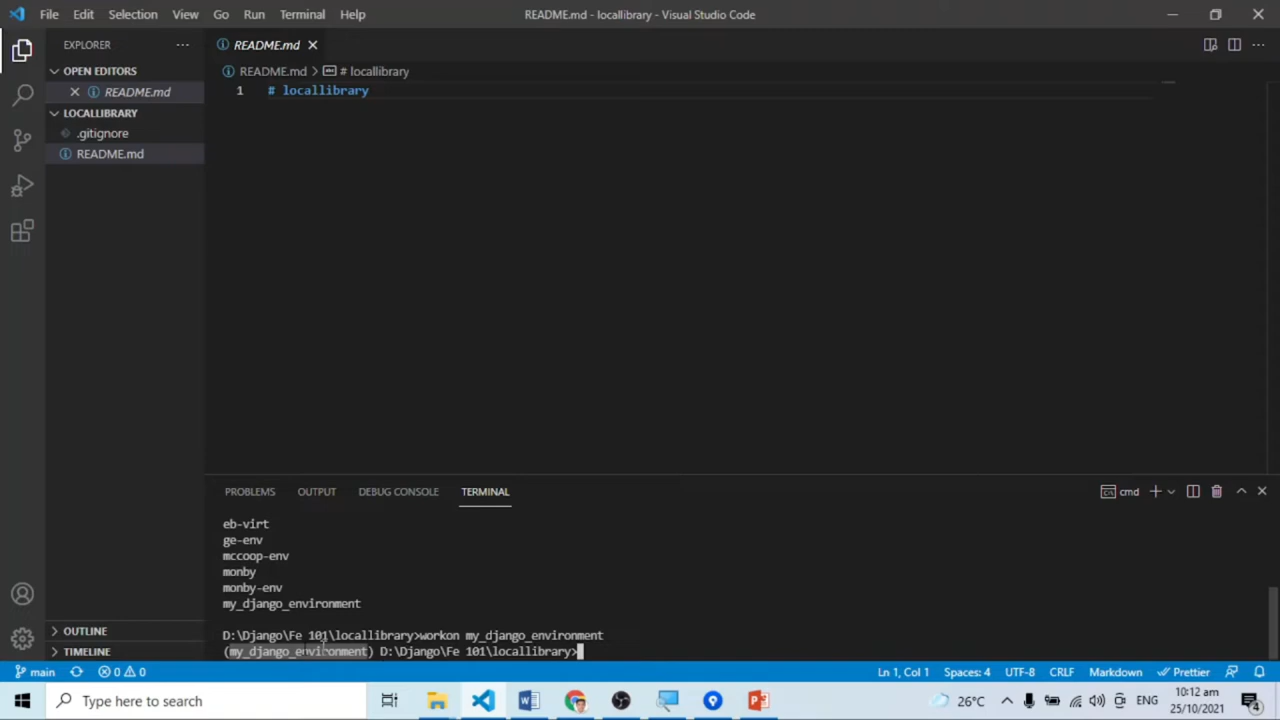 File Edit Selection View Go Run Terminal Help
README.md - locallibrary - Visual Studio Code
EXPLORER
README.md
OPEN EDITORS
README.md > # locallibrary
README.md
1 # locallibrary
LOCALLIBRARY
.gitignore
README.md
PROBLEMS OUTPUT DEBUG CONSOLE TERMINAL
cmd
eb-virt
ge-env
mccoop-env
monby
monby-env
my_django_environment
D:\Django\Fe 101\locallibrary>workon my_django_environment
(my_django_environment) D:\Django\Fe 101\locallibrary>
OUTLINE
TIMELINE
main 0 0
Ln 1, Col 1 Spaces: 4 UTF-8 CRLF Markdown Prettier
Type here to search
26°C
ENG
10:12 am
25/10/2021
4